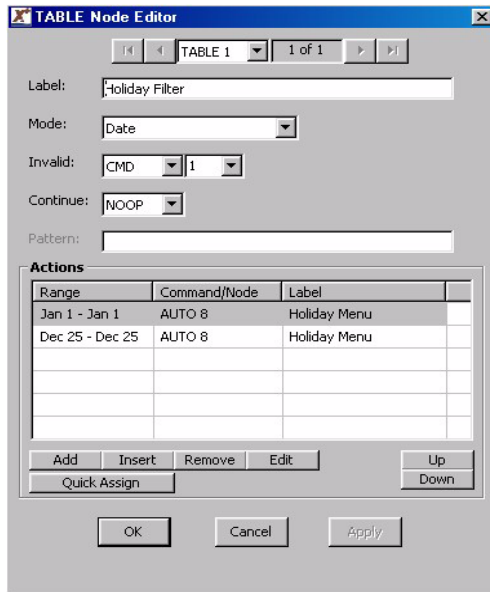 X TABLE Node Editor
TABLE 1 1 of 1
Label: Holiday Filter
Mode: Date
Invalid: CMD 1
Continue: NOOP
Pattern:
Actions
Range Command/Node Label
Jan 1 - Jan 1 AUTO 8 Holiday Menu
Dec 25 - Dec 25 AUTO 8 Holiday Menu
Add Insert Remove Edit Up
Quick Assign Down
OK Cancel Apply